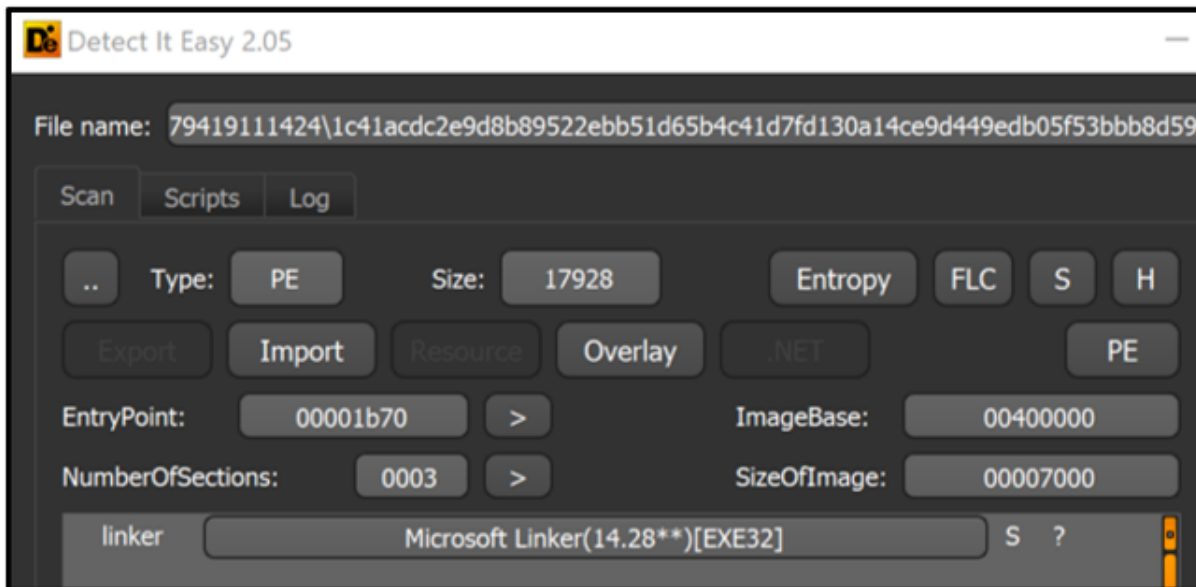 De Detect It Easy 2.05
File name: 79419111424\1c41acdc2e9d8b89522ebb51d65b4c41d7fd130a14ce9d449edb05f53bbb8d59
Scan Scripts Log
.. Type: PE Size: 17928 Entropy FLC S H
Export Import Resource Overlay .NET PE
EntryPoint: 00001b70 > ImageBase: 00400000
NumberOfSections: 0003 > SizeOfImage: 00007000
linker Microsoft Linker(14.28**)[EXE32] S ?